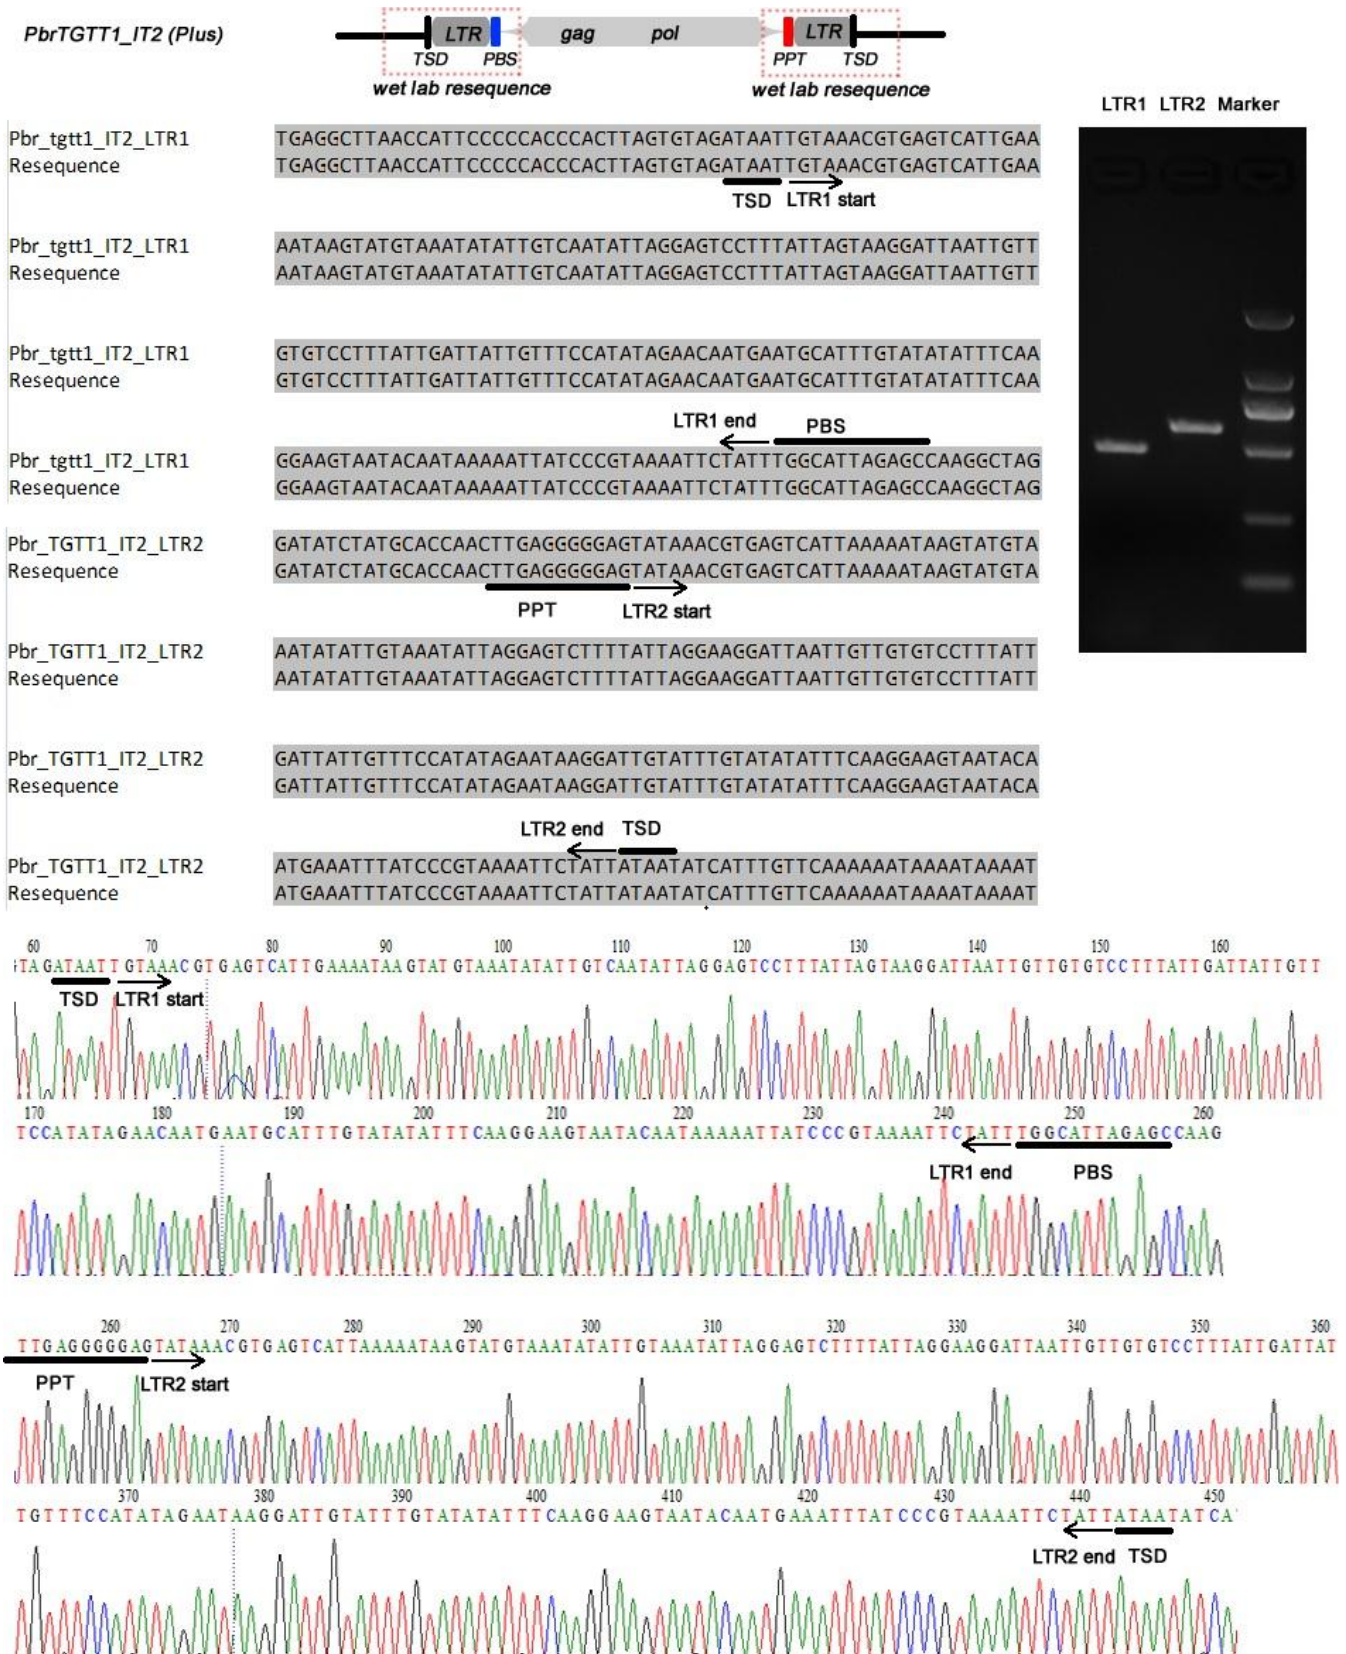 PbrTGTT1_IT2 (Plus)
LTR gag pol LTR
TSD PBS PPT TSD
wet lab resequence wet lab resequence
LTR1 LTR2 Marker
Pbr_tgtt1_IT2_LTR1 TGAGGCTTAACCATTCCCCCACCCACTTAGTGTAGATAATTGTAAACGTGAGTCATTGAA
Resequence TGAGGCTTAACCATTCCCCCACCCACTTAGTGTAGATAATTGTAAACGTGAGTCATTGAA
TSD LTR1 start
Pbr_tgtt1_IT2_LTR1 AATAAGTATGTAAATATATTGTCAATATTAGGAGTCCTTTATTAGTAAGGATTAATTGTT
Resequence AATAAGTATGTAAATATATTGTCAATATTAGGAGTCCTTTATTAGTAAGGATTAATTGTT
Pbr_tgtt1_IT2_LTR1 GTGTCCTTTATTGATTATTGTTTCCATATAGAACAATGAATGCATTTGTATATATTTCAA
Resequence GTGTCCTTTATTGATTATTGTTTCCATATAGAACAATGAATGCATTTGTATATATTTCAA
LTR1 end PBS
Pbr_tgtt1_IT2_LTR1 GGAAGTAATACAATAAAAATTATCCCGTAAAATTCTATTTGGCATTAGAGCCAAGGCTAG
Resequence GGAAGTAATACAATAAAAATTATCCCGTAAAATTCTATTTGGCATTAGAGCCAAGGCTAG
Pbr_TGTT1_IT2_LTR2 GATATCTATGCACCAACTTGAGGGGGAGTATAAACGTGAGTCATTAAAAATAAGTATGTA
Resequence GATATCTATGCACCAACTTGAGGGGGAGTATAAACGTGAGTCATTAAAAATAAGTATGTA
PPT LTR2 start
Pbr_TGTT1_IT2_LTR2 AATATATTGTAAATATTAGGAGTCTTTTATTAGGAAGGATTAATTGTTGTGTCCTTTATT
Resequence AATATATTGTAAATATTAGGAGTCTTTTATTAGGAAGGATTAATTGTTGTGTCCTTTATT
Pbr_TGTT1_IT2_LTR2 GATTATTGTTTCCATATAGAATAAGGATTGTATTTGTATATATTTCAAGGAAGTAATACA
Resequence GATTATTGTTTCCATATAGAATAAGGATTGTATTTGTATATATTTCAAGGAAGTAATACA
LTR2 end TSD
Pbr_TGTT1_IT2_LTR2 ATGAAATTTATCCCGTAAAATTCTATTATAATATCATTTGTTCAAAAAATAAAATAAAAT
Resequence ATGAAATTTATCCCGTAAAATTCTATTATAATATCATTTGTTCAAAAAATAAAATAAAAT
60 70 80 90 100 110 120 130 140 150 160
GTAGATAATTGTAAACGTGAGTCATTGAAAATAAGTATGTAAATATATTGTCAATATTAGGAGTCCTTTATTAGTAAGGATTAATTGTTGTGTCCTTTATTGATTATTGTT
TSD LTR1 start
170 180 190 200 210 220 230 240 250 260
TCCATATAGAACAATGAATGCATTTGTATATATTTCAAGGAAGTAATACAATAAAAATTATCCCGTAAAATTCTATTTGGCATTAGAGCCAAG
LTR1 end PBS
260 270 280 290 300 310 320 330 340 350 360
TTGAGGGGGAGTATAAACGTGAGTCATTAAAAATAAGTATGTAAATATATTGTAAATATTAGGAGTCTTTTATTAGGAAGGATTAATTGTTGTGTCCTTTATTGATTAT
PPT LTR2 start
370 380 390 400 410 420 430 440 450
TGTTTCCATATAGAATAAGGATTGTATTTGTATATATTTCAAGGAAGTAATACAATGAAATTTATCCCGTAAAATTCTATTATAATATCA
LTR2 end TSD